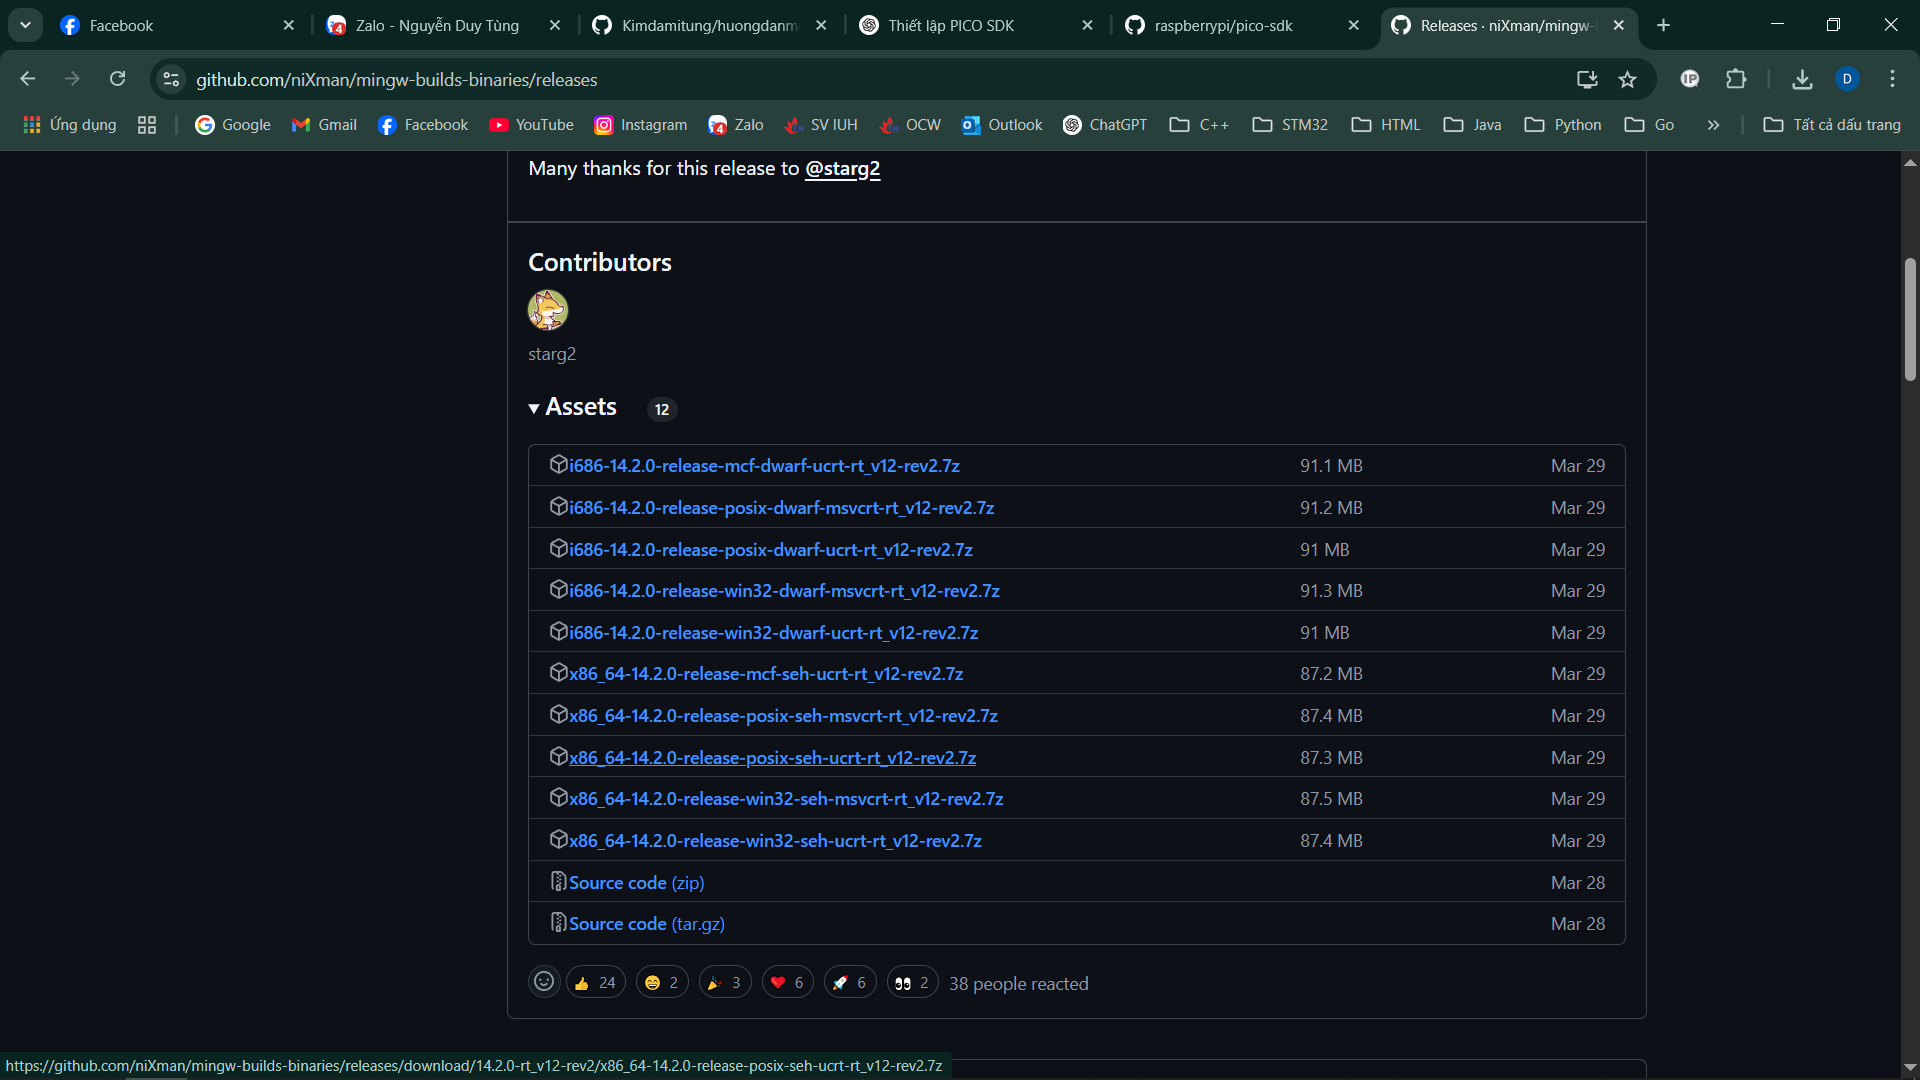 Facebook
4 Zalo - Nguyễn Duy Tùng
Kimdamitung/huongdanm
Thiết lập PICO SDK
raspberrypi/pico-sdk
Releases · niXman/mingw-
github.com/niXman/mingw-builds-binaries/releases
IP
D
Ứng dụng
Google
Gmail
Facebook
YouTube
Instagram
4 Zalo
SV IUH
OCW
Outlook
ChatGPT
C++
STM32
HTML
Java
Python
Go
Tất cả dấu trang
Many thanks for this release to @starg2
Contributors
starg2
Assets 12
i686-14.2.0-release-mcf-dwarf-ucrt-rt_v12-rev2.7z 91.1 MB Mar 29
i686-14.2.0-release-posix-dwarf-msvcrt-rt_v12-rev2.7z 91.2 MB Mar 29
i686-14.2.0-release-posix-dwarf-ucrt-rt_v12-rev2.7z 91 MB Mar 29
i686-14.2.0-release-win32-dwarf-msvcrt-rt_v12-rev2.7z 91.3 MB Mar 29
i686-14.2.0-release-win32-dwarf-ucrt-rt_v12-rev2.7z 91 MB Mar 29
x86_64-14.2.0-release-mcf-seh-ucrt-rt_v12-rev2.7z 87.2 MB Mar 29
x86_64-14.2.0-release-posix-seh-msvcrt-rt_v12-rev2.7z 87.4 MB Mar 29
x86_64-14.2.0-release-posix-seh-ucrt-rt_v12-rev2.7z 87.3 MB Mar 29
x86_64-14.2.0-release-win32-seh-msvcrt-rt_v12-rev2.7z 87.5 MB Mar 29
x86_64-14.2.0-release-win32-seh-ucrt-rt_v12-rev2.7z 87.4 MB Mar 29
Source code (zip) Mar 28
Source code (tar.gz) Mar 28
24 2 3 6 6 2 38 people reacted
https://github.com/niXman/mingw-builds-binaries/releases/download/14.2.0-rt_v12-rev2/x86_64-14.2.0-release-posix-seh-ucrt-rt_v12-rev2.7z